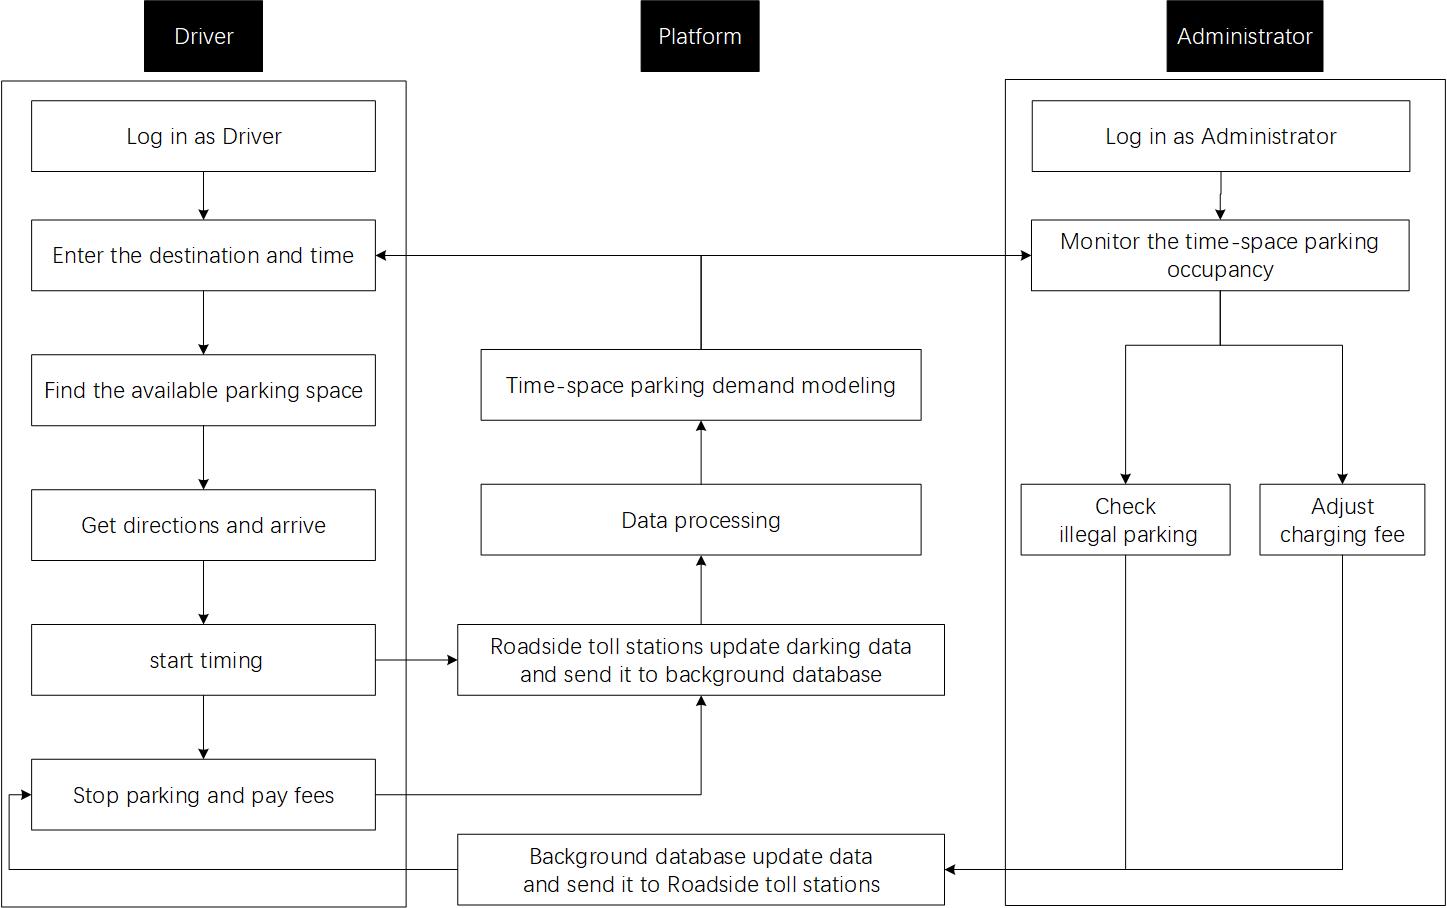 Driver
Platform
Administrator
Log in as Driver
Enter the destination and time
Find the available parking space
Get directions and arrive
start timing
Stop parking and pay fees
Time-space parking demand modeling
Data processing
Roadside toll stations update darking data
and send it to background database
Background database update data
and send it to Roadside toll stations
Log in as Administrator
Monitor the time-space parking
occupancy
Check
illegal parking
Adjust
charging fee